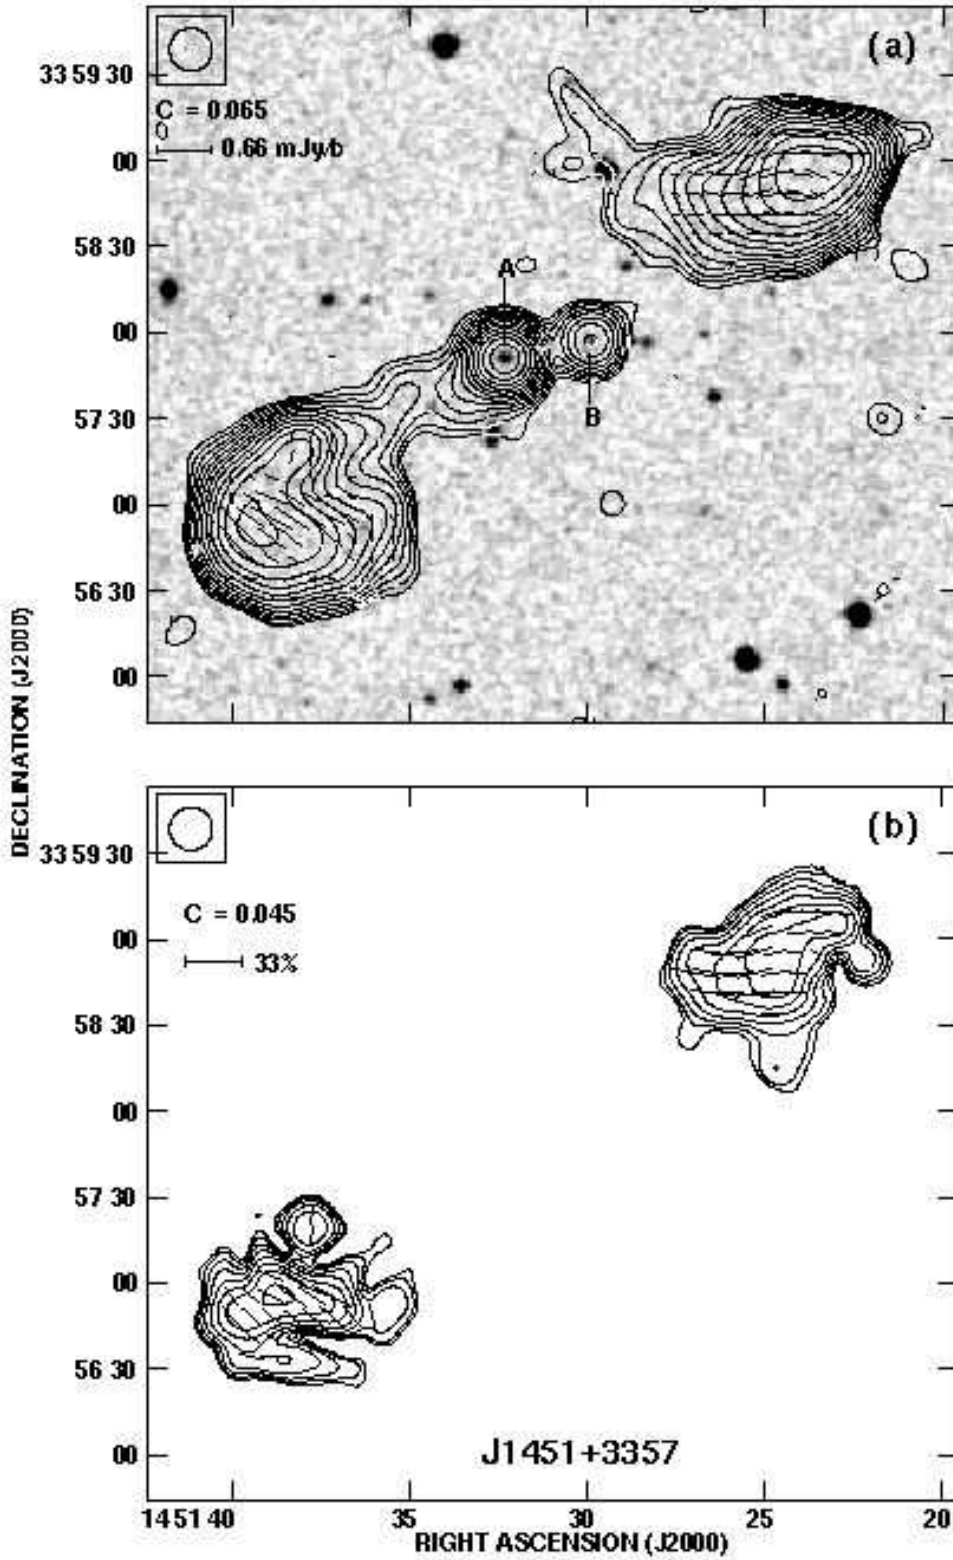 (a)
33 59 30
C = 0.065
0.66 mJy/b
00
58 30
A
00
57 30
B
00
56 30
00
DECLINATION (J2000)
(b)
33 59 30
C = 0.045
00
33%
58 30
00
57 30
00
56 30
00
J1451+3357
14 51 40 35 30 25 20
RIGHT ASCENSION (J2000)